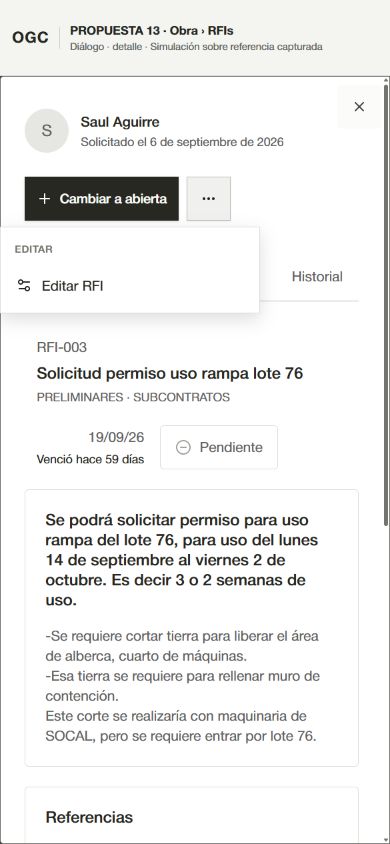 OGC
PROPUESTA 13 · Obra › RFIs
Diálogo · detalle · Simulación sobre referencia capturada
S
Saul Aguirre
Solicitado el 6 de septiembre de 2026
+ Cambiar a abierta
EDITAR
Editar RFI
Historial
RFI-003
Solicitud permiso uso rampa lote 76
PRELIMINARES · SUBCONTRATOS
19/09/26
Venció hace 59 días
Pendiente
Se podrá solicitar permiso para uso
rampa del lote 76, para uso del lunes
14 de septiembre al viernes 2 de
octubre. Es decir 3 o 2 semanas de
uso.
-Se requiere cortar tierra para liberar el área
de alberca, cuarto de máquinas.
-Esa tierra se requiere para rellenar muro de
contención.
Este corte se realizaría con maquinaria de
SOCAL, pero se requiere entrar por lote 76.
Referencias